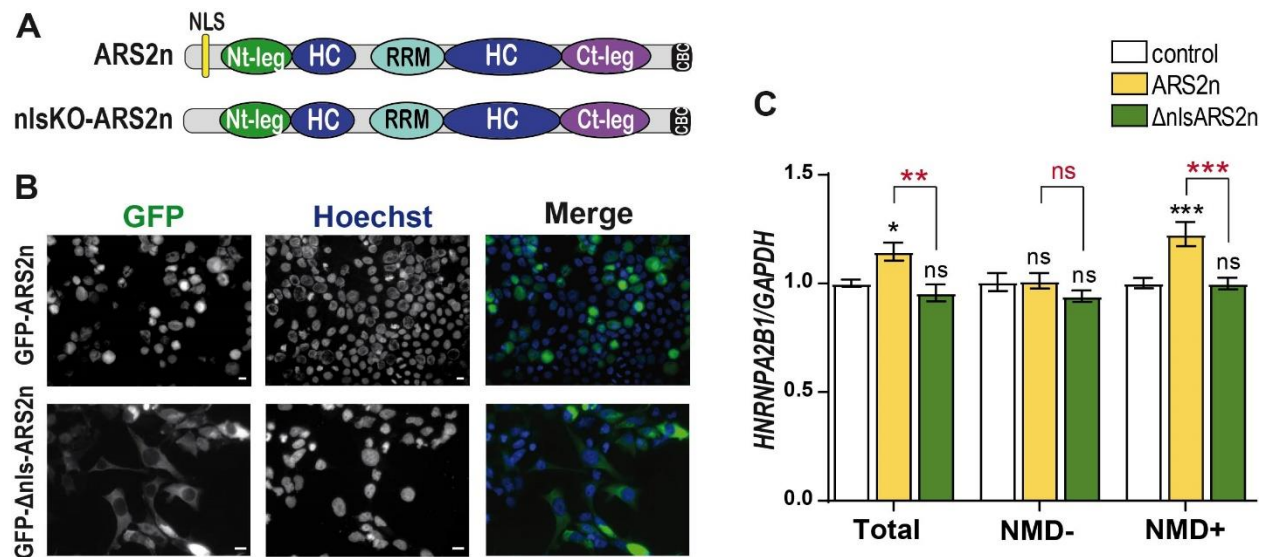 A
NLS
ARS2n
Nt-leg
HC
RRM
HC
Ct-leg
CBC
nlsKO-ARS2n
Nt-leg
HC
RRM
HC
Ct-leg
CBC
B
GFP
Hoechst
Merge
GFP-ARS2n
GFP-Δnls-ARS2n
C
control
ARS2n
ΔnlsARS2n
HNRNPA2B1/GAPDH
1.5
1.0
0.5
0.0
**
*
ns
ns
ns
ns
***
***
ns
Total
NMD-
NMD+